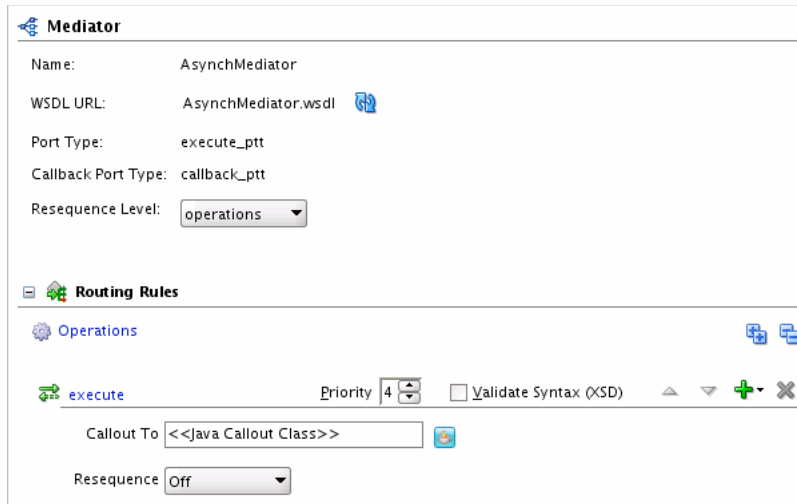 Mediator
Name: AsynchMediator
WSDL URL: AsynchMediator.wsdl
Port Type: execute_ptt
Callback Port Type: callback_ptt
Resequence Level: operations
Routing Rules
Operations
execute Priority 4 Validate Syntax (XSD)
Callout To <<Java Callout Class>>
Resequence Off